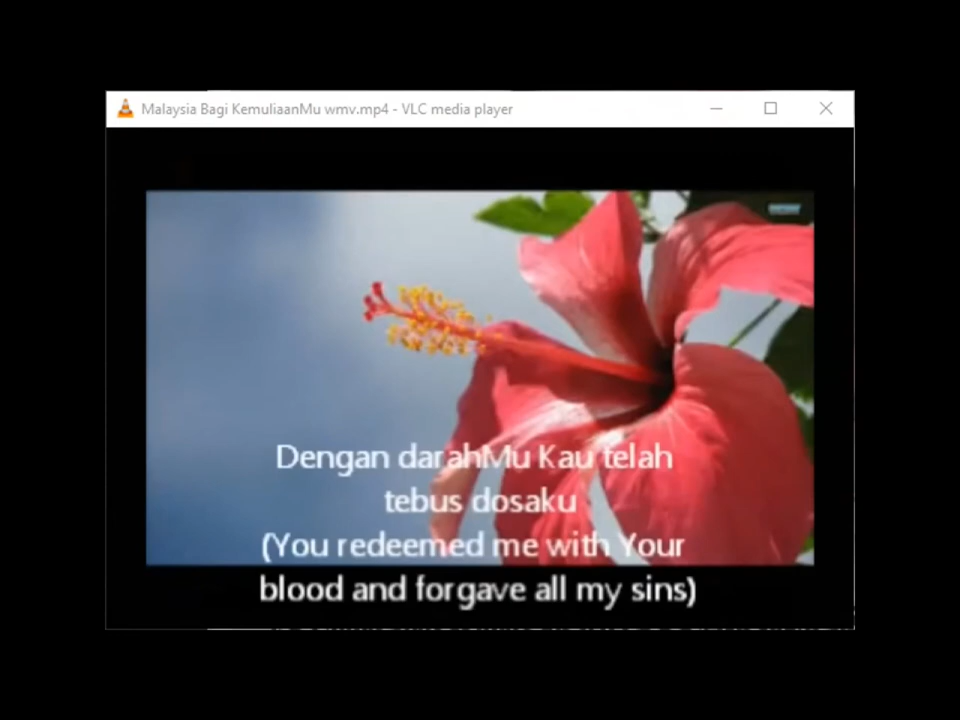 Malaysia Bagi KemuliaanMu wmv.mp4 - VLC media player
Dengan darahMu Kau telah
tebus dosaku
(You redeemed me with Your
blood and forgave all my sins)